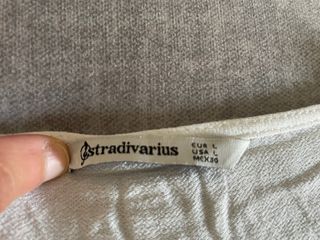 stradivarius
EUR L
USA L
MEX 30